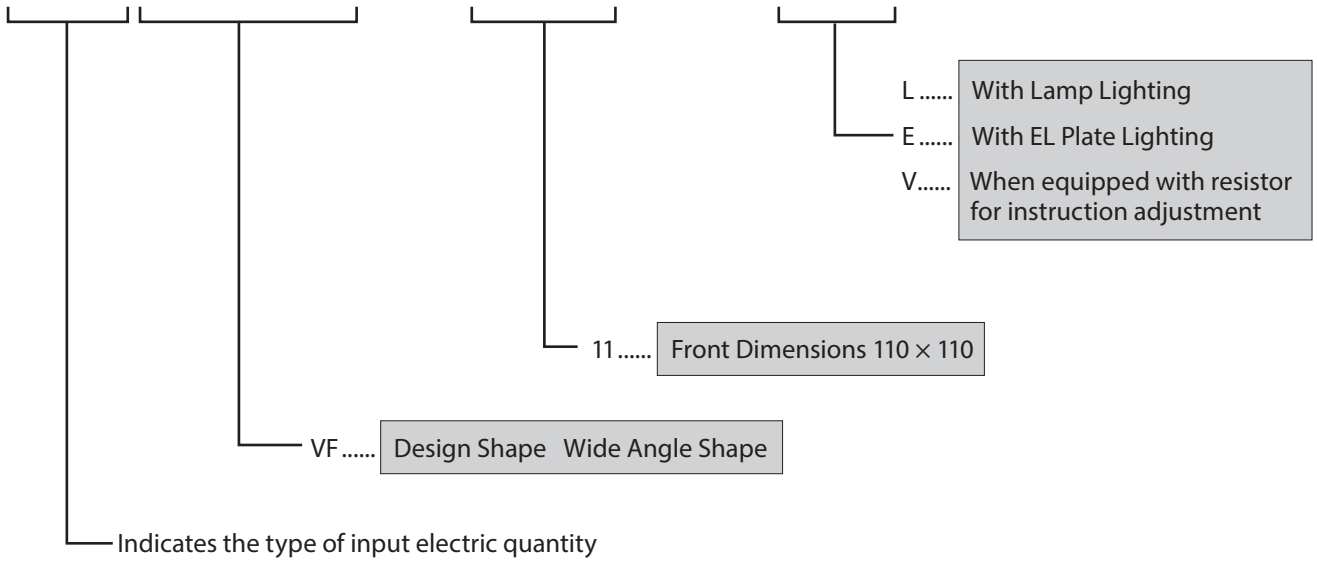 L ...... With Lamp Lighting
E ...... With EL Plate Lighting
V...... When equipped with resistor
for instruction adjustment
11 ...... Front Dimensions 110 × 110
VF ...... Design Shape Wide Angle Shape
Indicates the type of input electric quantity